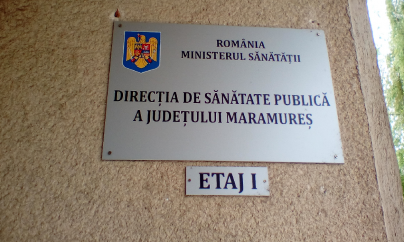 ROMÂNIA
MINISTERUL SĂNĂTĂȚII
DIRECȚIA DE SĂNĂTATE PUBLICĂ
A JUDEȚULUI MARAMUREȘ
ETAJ I